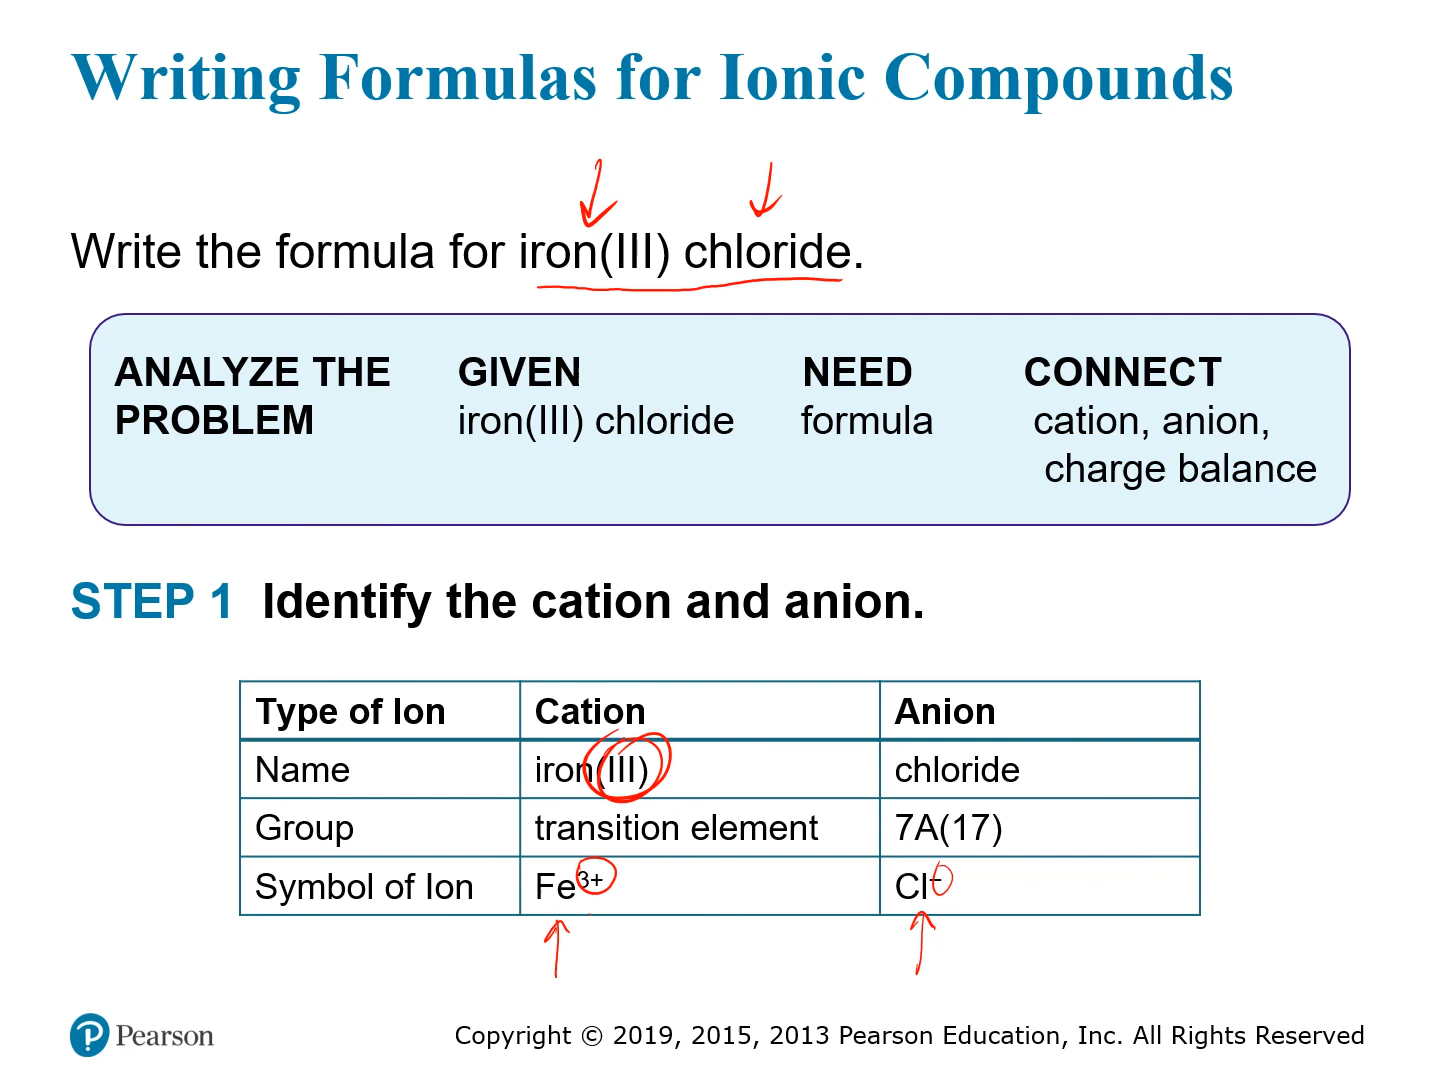 Writing Formulas for Ionic Compounds
Write the formula for iron(III) chloride.
ANALYZE THE PROBLEM
GIVEN
iron(III) chloride
NEED
formula
CONNECT
cation, anion,
charge balance
STEP 1 Identify the cation and anion.
Type of Ion Cation Anion
Name iron(III) chloride
Group transition element 7A(17)
Symbol of Ion Fe³⁺ Cl⁻
Pearson
Copyright © 2019, 2015, 2013 Pearson Education, Inc. All Rights Reserved